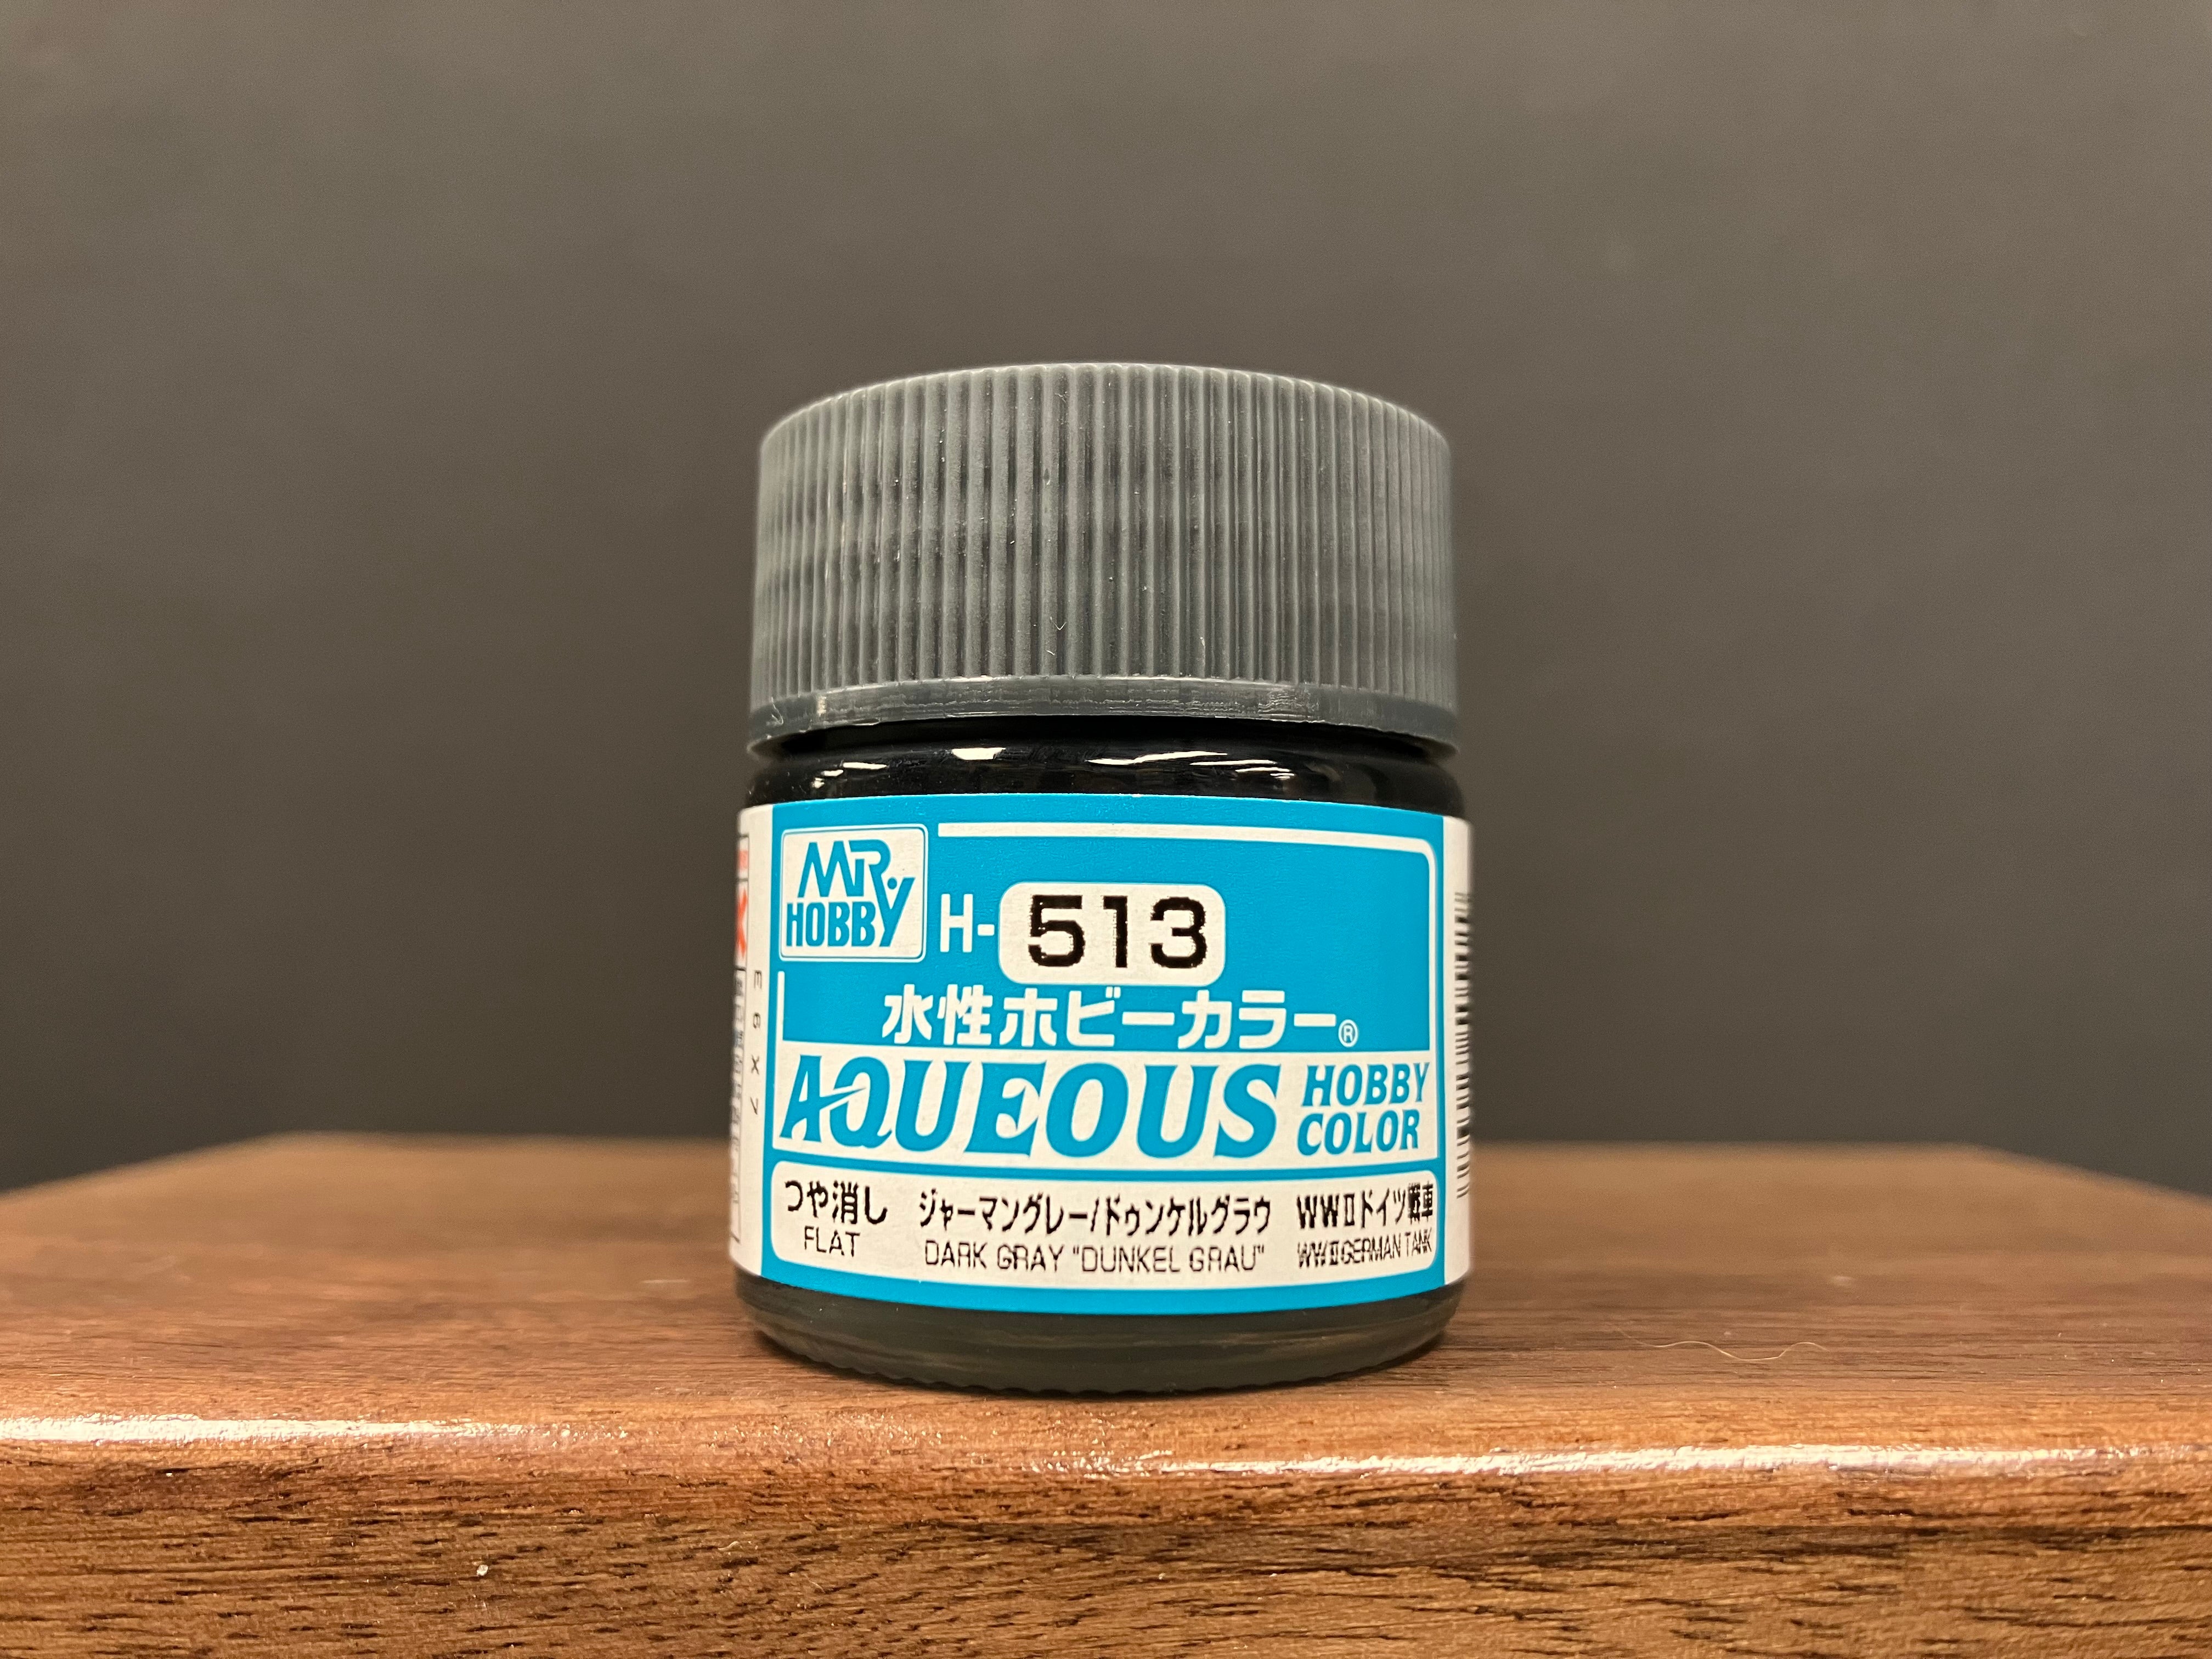 MR. HOBBY
H-513
水性ホビーカラー®
AQUEOUS HOBBY COLOR
つや消し ジャーマングレー/ドゥンケルグラウ WWⅡドイツ戦車
FLAT DARK GRAY "DUNKEL GRAU" WWⅡGERMAN TANK
E6X7